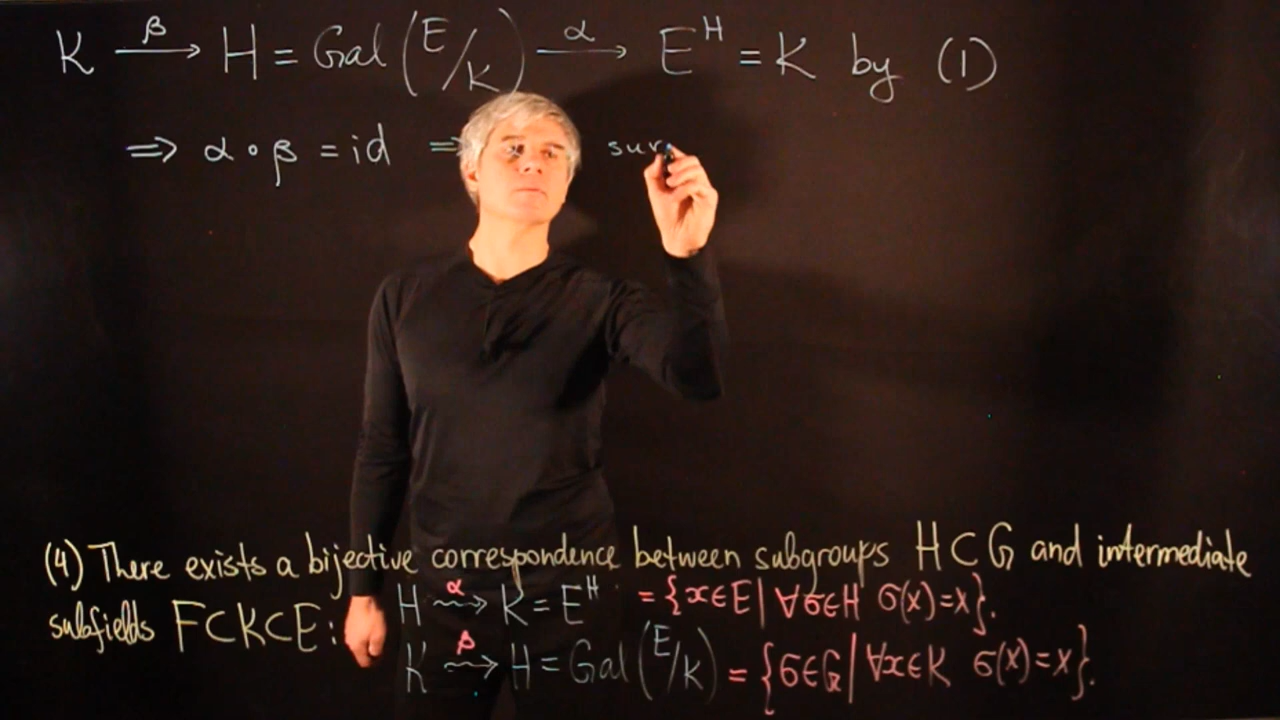 K →^β H = Gal(E/K) →^α E^H = K by (1)
⇒ α∘β = id ⇒ α sur
(4) There exists a bijective correspondence between subgroups H⊂G and intermediate
subfields F⊂K⊂E: H ⇝^α K = E^H = {x∈E | ∀σ∈H σ(x)=x}.
K ⇝^β H = Gal(E/K) = {σ∈G | ∀x∈K σ(x)=x}.